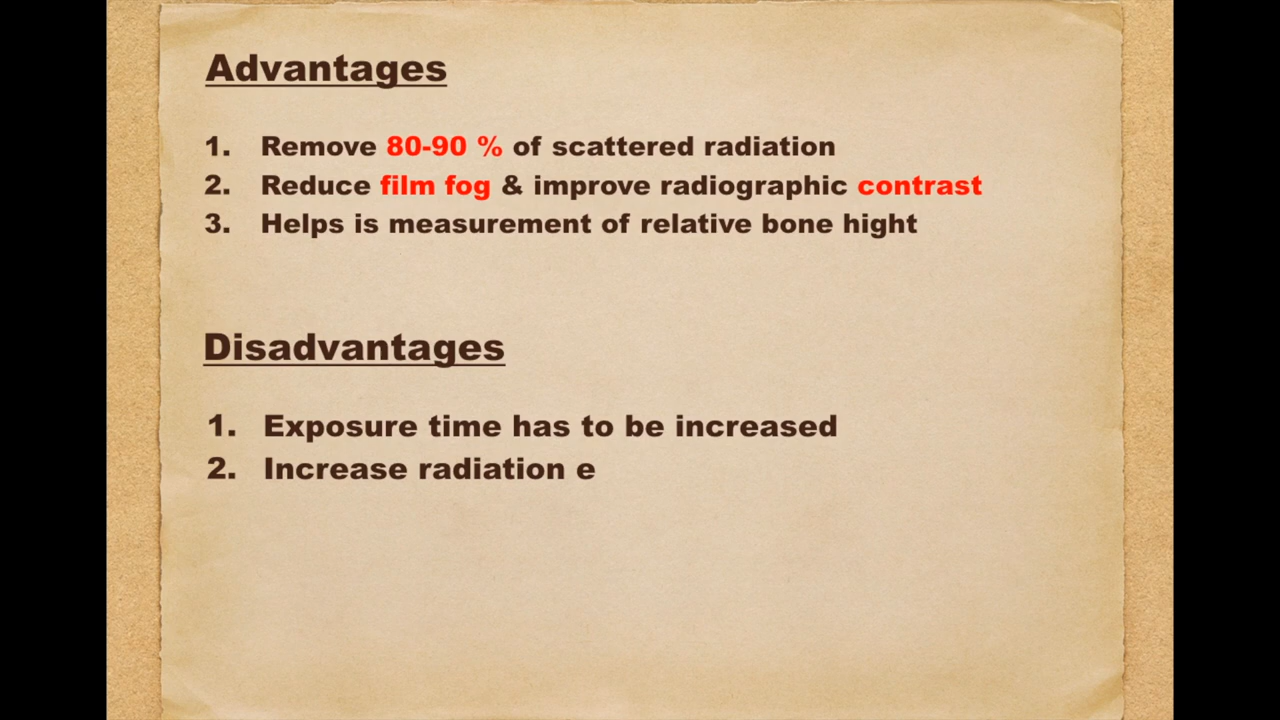 Advantages
1. Remove 80-90 % of scattered radiation
2. Reduce film fog & improve radiographic contrast
3. Helps is measurement of relative bone hight
Disadvantages
1. Exposure time has to be increased
2. Increase radiation e